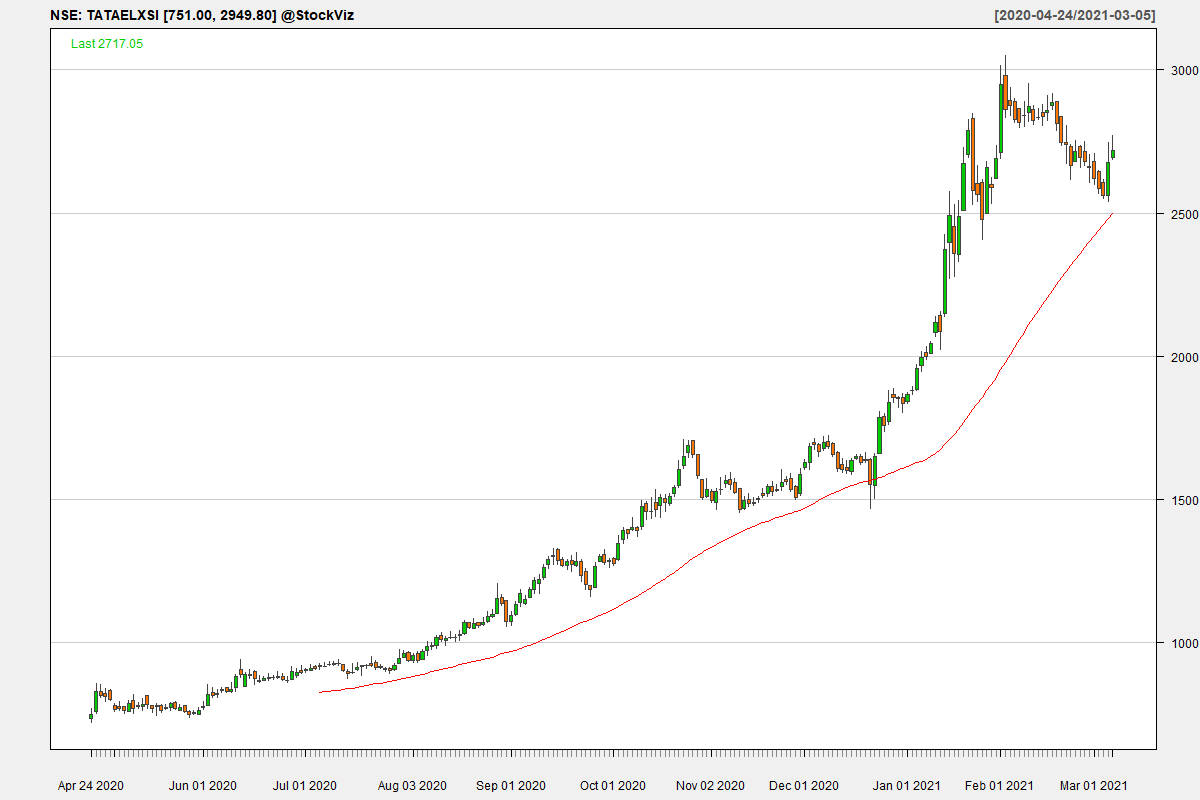 NSE: TATAELXSI [751.00, 2949.80] @StockViz
[2020-04-24/2021-03-05]
Last 2717.05
3000
2500
2000
1500
1000
Apr 24 2020 Jun 01 2020 Jul 01 2020 Aug 03 2020 Sep 01 2020 Oct 01 2020 Nov 02 2020 Dec 01 2020 Jan 01 2021 Feb 01 2021 Mar 01 2021